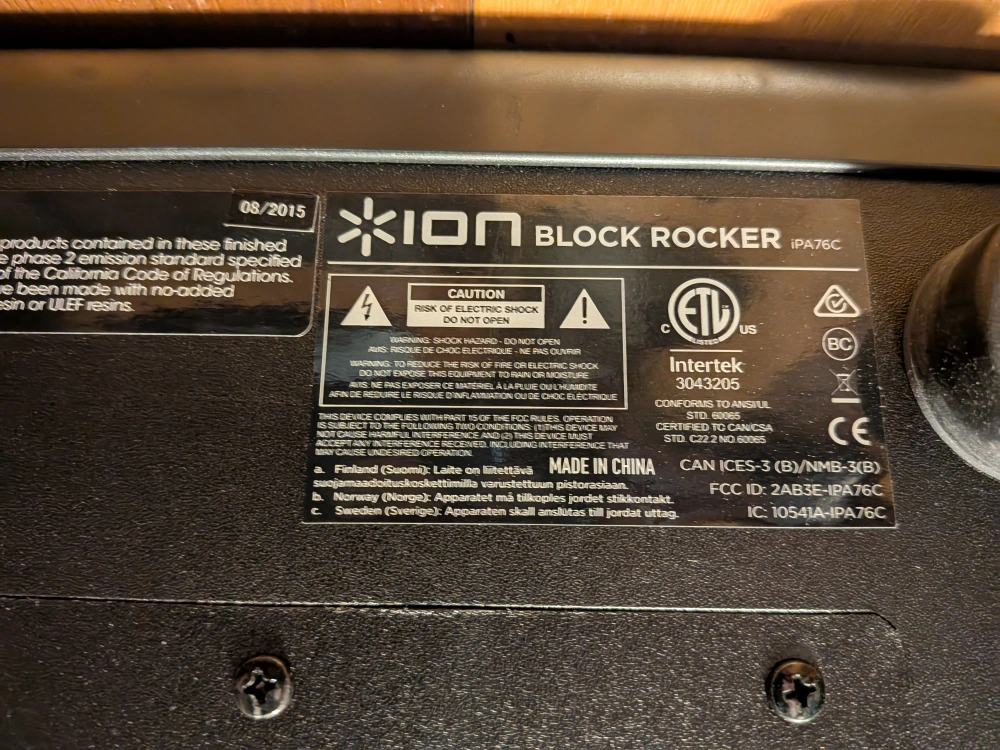 08/2015
products contained in these finished
e phase 2 emission standard specified
of the California Code of Regulations.
ve been made with no-added
esin or ULEF resins.
ION BLOCK ROCKER iPA76C
CAUTION
RISK OF ELECTRIC SHOCK
DO NOT OPEN
WARNING: SHOCK HAZARD - DO NOT OPEN
AVIS: RISQUE DE CHOC ELECTRIQUE - NE PAS OUVRIR
WARNING: TO REDUCE THE RISK OF FIRE OR ELECTRIC SHOCK
DO NOT EXPOSE THIS EQUIPMENT TO RAIN OR MOISTURE
AVIS: NE PAS EXPOSER CE MATÉRIEL À LA PLUIE OU L'HUMIDITE
AFIN DE REDUIRE LE RISQUE D'INFLAMMATION OU DE CHOC ELECTRIQUE
THIS DEVICE COMPLIES WITH PART 15 OF THE FCC RULES. OPERATION
IS SUBJECT TO THE FOLLOWING TWO CONDITIONS: (1) THIS DEVICE MAY
NOT CAUSE HARMFUL INTERFERENCE, AND (2) THIS DEVICE MUST
ACCEPT ANY INTERFERENCE RECEIVED, INCLUDING INTERFERENCE THAT
MAY CAUSE UNDESIRED OPERATION.
a. Finland (Suomi): Laite on liitettävä
suojamaadoituskoskettimilla varustettuun pistorasiaan.
b. Norway (Norge): Apparatet må tilkoples jordet stikkontakt.
c. Sweden (Sverige): Apparaten skall anslutas till jordat uttag.
MADE IN CHINA
C ETL US
LISTED
Intertek
3043205
CONFORMS TO ANSI/UL
STD. 60065
CERTIFIED TO CAN/CSA
STD. C22.2 NO.60065
BC
CE
CAN ICES-3 (B)/NMB-3(B)
FCC ID: 2AB3E-IPA76C
IC: 10541A-IPA76C